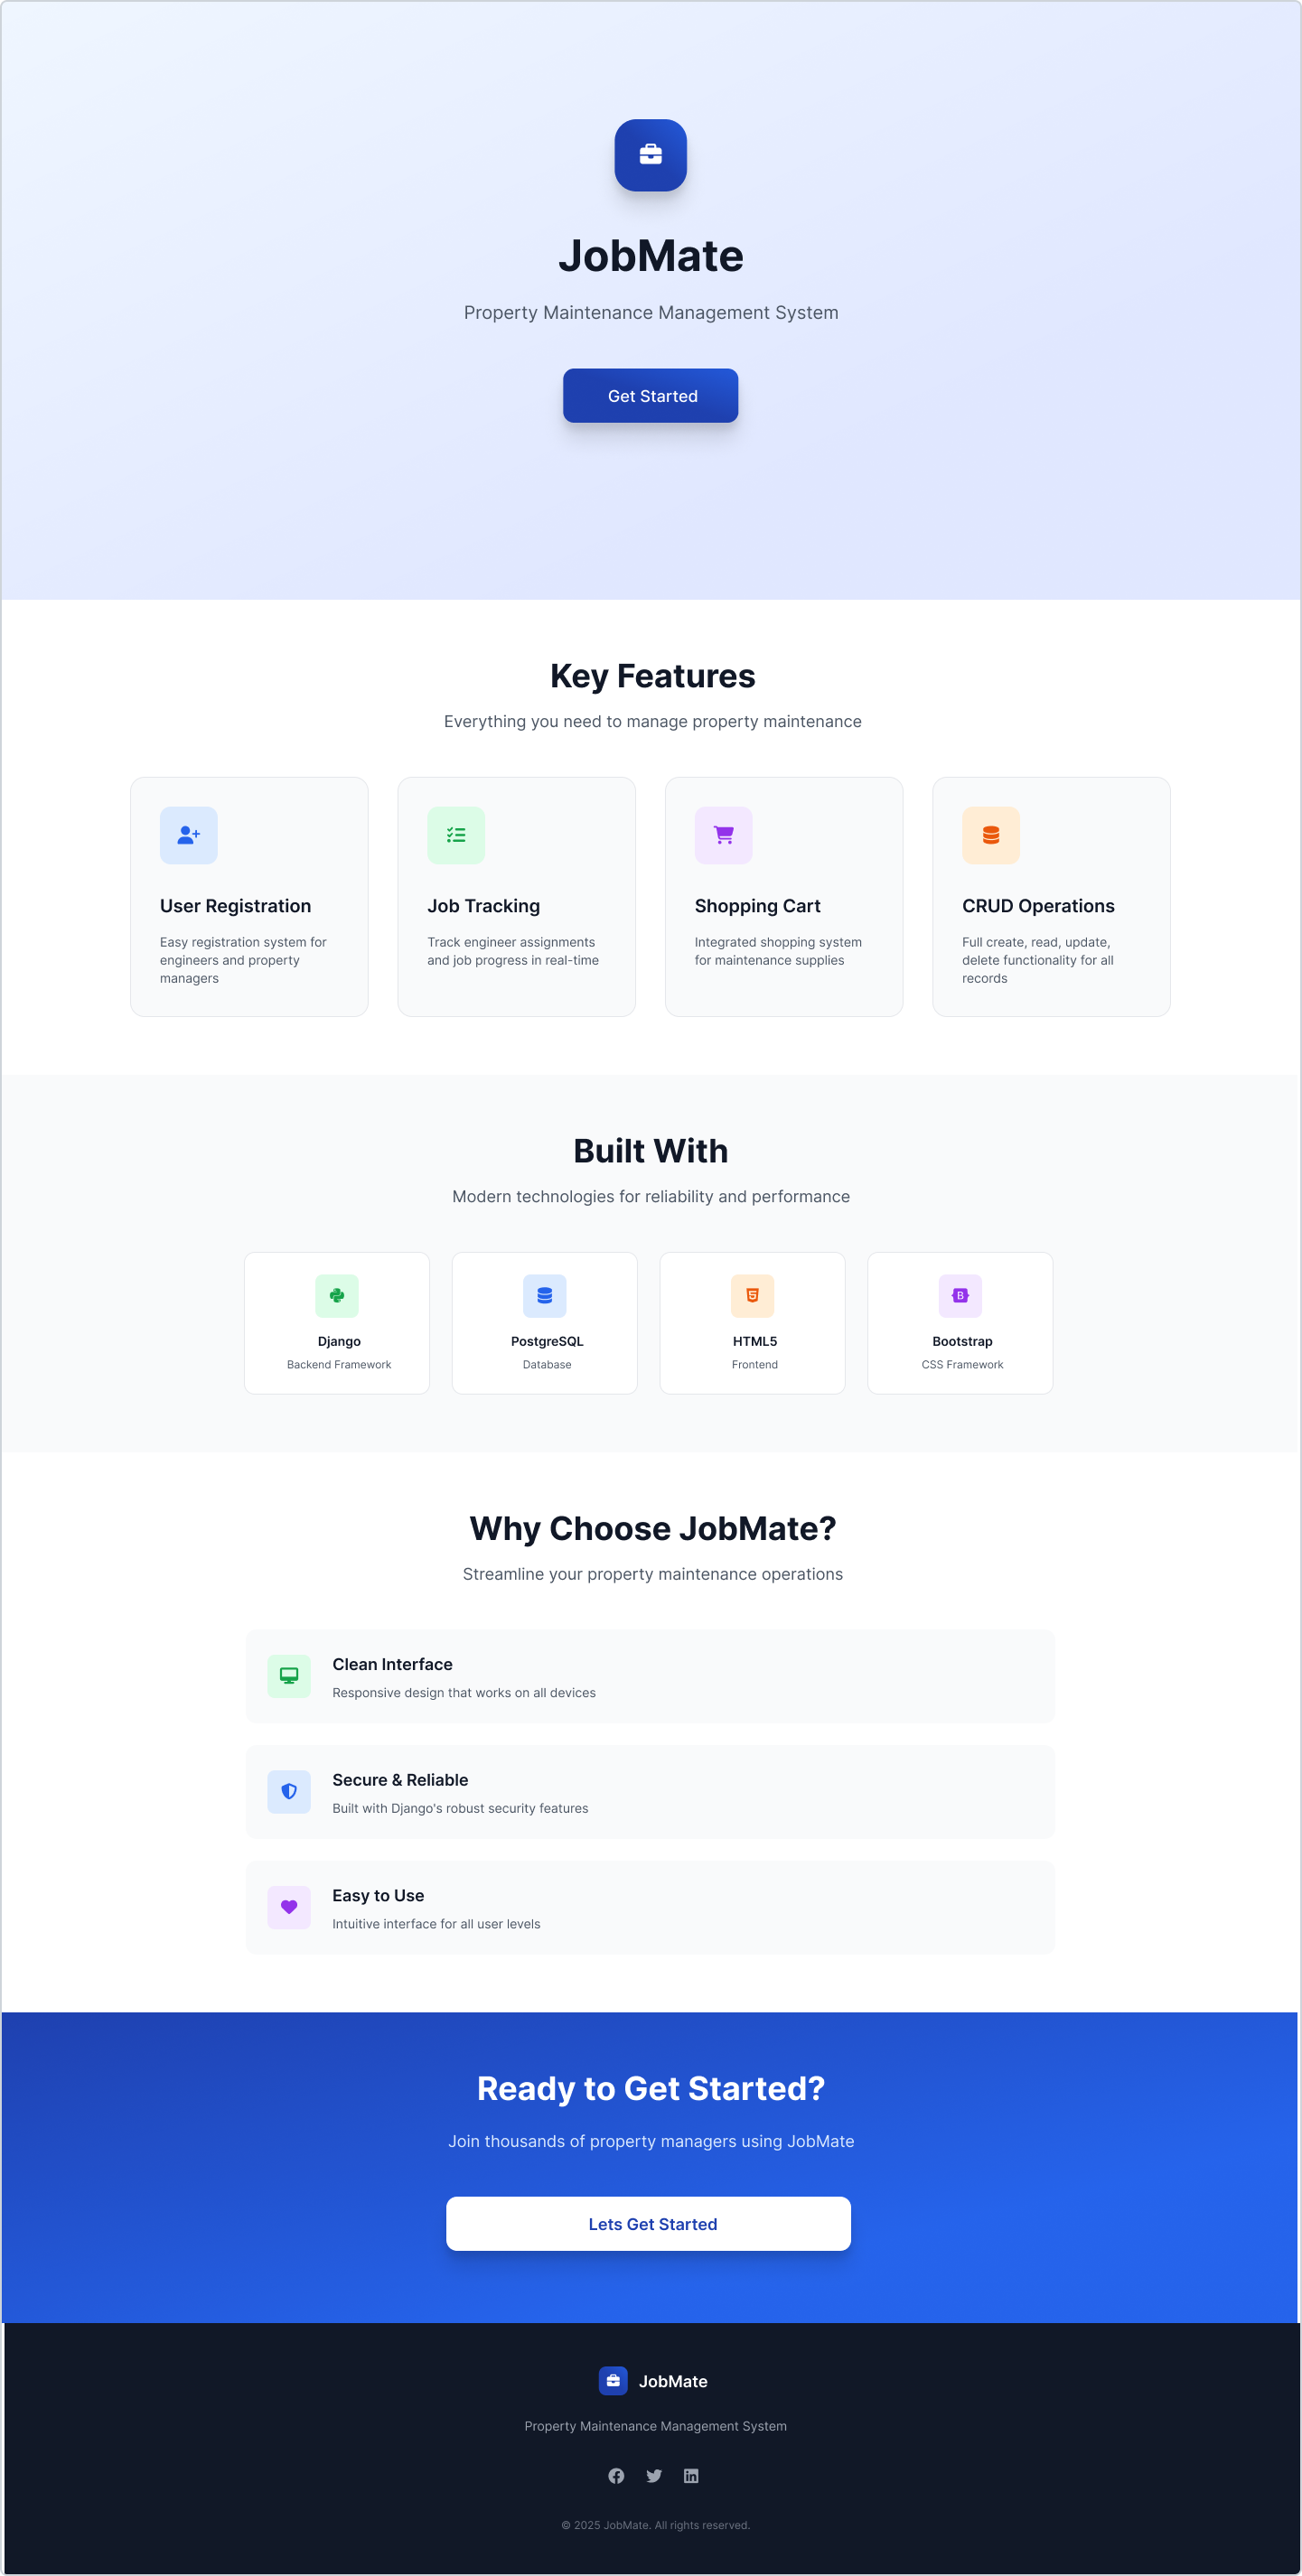 JobMate
Property Maintenance Management System
Get Started
Key Features
Everything you need to manage property maintenance
User Registration
Easy registration system for
engineers and property
managers
Job Tracking
Track engineer assignments
and job progress in real-time
Shopping Cart
Integrated shopping system
for maintenance supplies
CRUD Operations
Full create, read, update,
delete functionality for all
records
Built With
Modern technologies for reliability and performance
Django
Backend Framework
PostgreSQL
Database
HTML5
Frontend
Bootstrap
CSS Framework
Why Choose JobMate?
Streamline your property maintenance operations
Clean Interface
Responsive design that works on all devices
Secure & Reliable
Built with Django's robust security features
Easy to Use
Intuitive interface for all user levels
Ready to Get Started?
Join thousands of property managers using JobMate
Lets Get Started
JobMate
Property Maintenance Management System
© 2025 JobMate. All rights reserved.